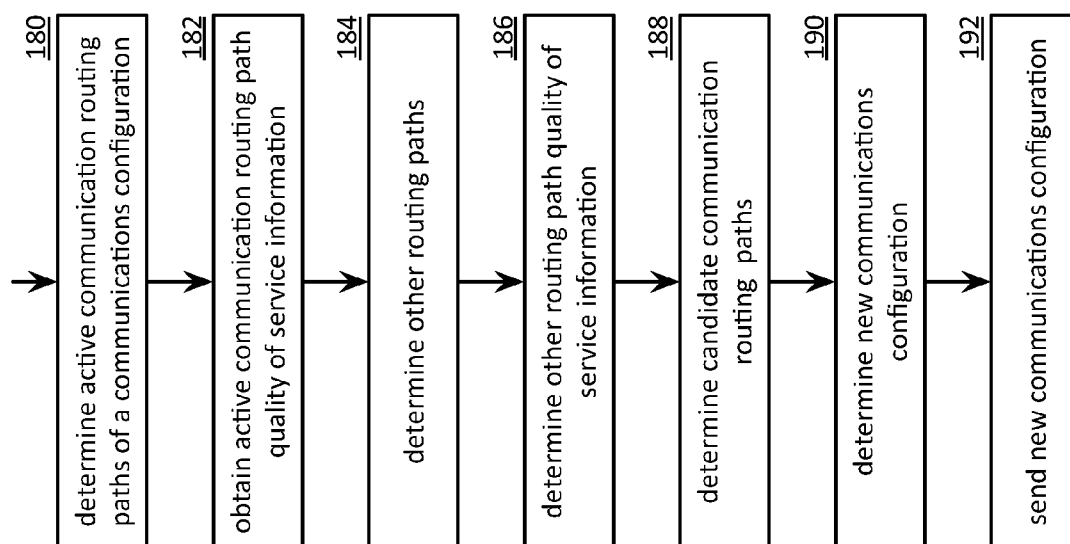 180
determine active communication routing
paths of a communications configuration
182
obtain active communication routing path
quality of service information
184
determine other routing paths
186
determine other routing path quality of
service information
188
determine candidate communication
routing paths
190
determine new communications
configuration
192
send new communications configuration